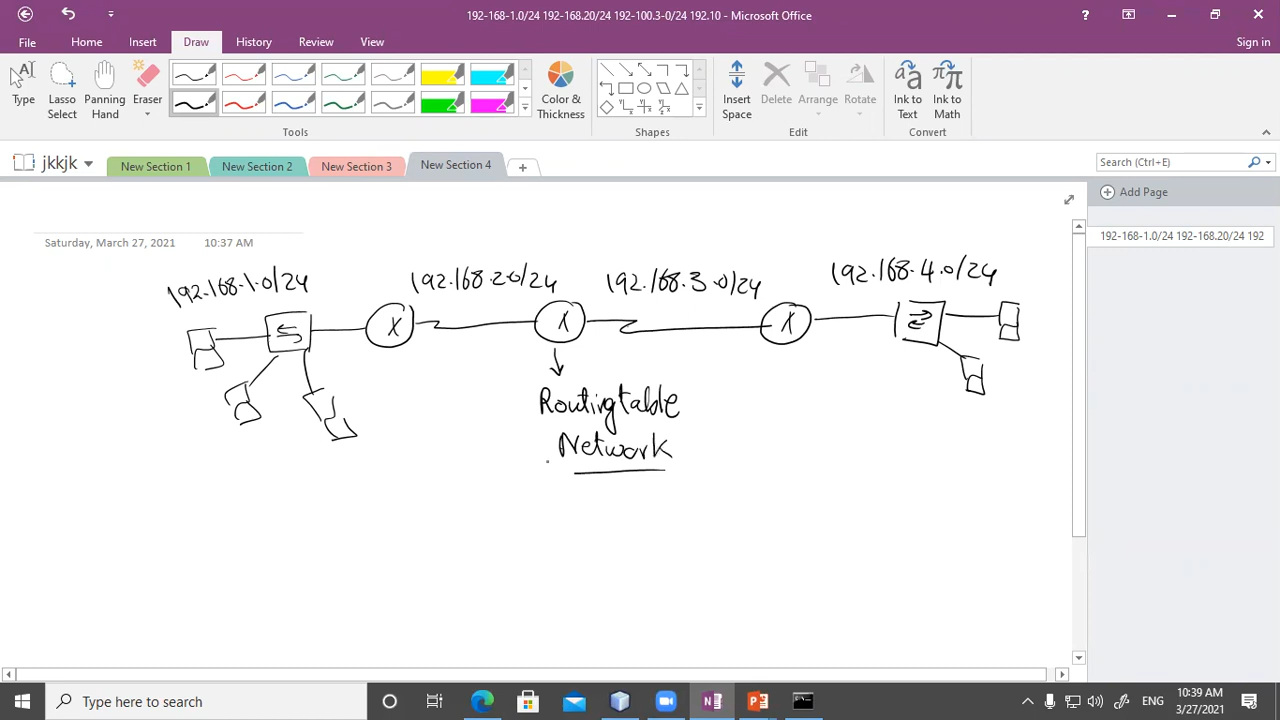 192-168-1.0/24 192-168.20/24 192-100.3-0/24 192.10 - Microsoft Office
Sign in
File Home Insert Draw History Review View
Type Lasso Select Panning Hand Eraser Color & Thickness Insert Space Delete Arrange Rotate Ink to Text Ink to Math
Tools Shapes Edit Convert
jkkjk New Section 1 New Section 2 New Section 3 New Section 4 Search (Ctrl+E)
Add Page
192-168-1.0/24 192-168.20/24 192
Saturday, March 27, 2021 10:37 AM
192.168.1.0/24 192.168.2.0/24 192.168.3.0/24 192.168.4.0/24
X X X
Routingtable
Network
Type here to search
ENG 10:39 AM
3/27/2021